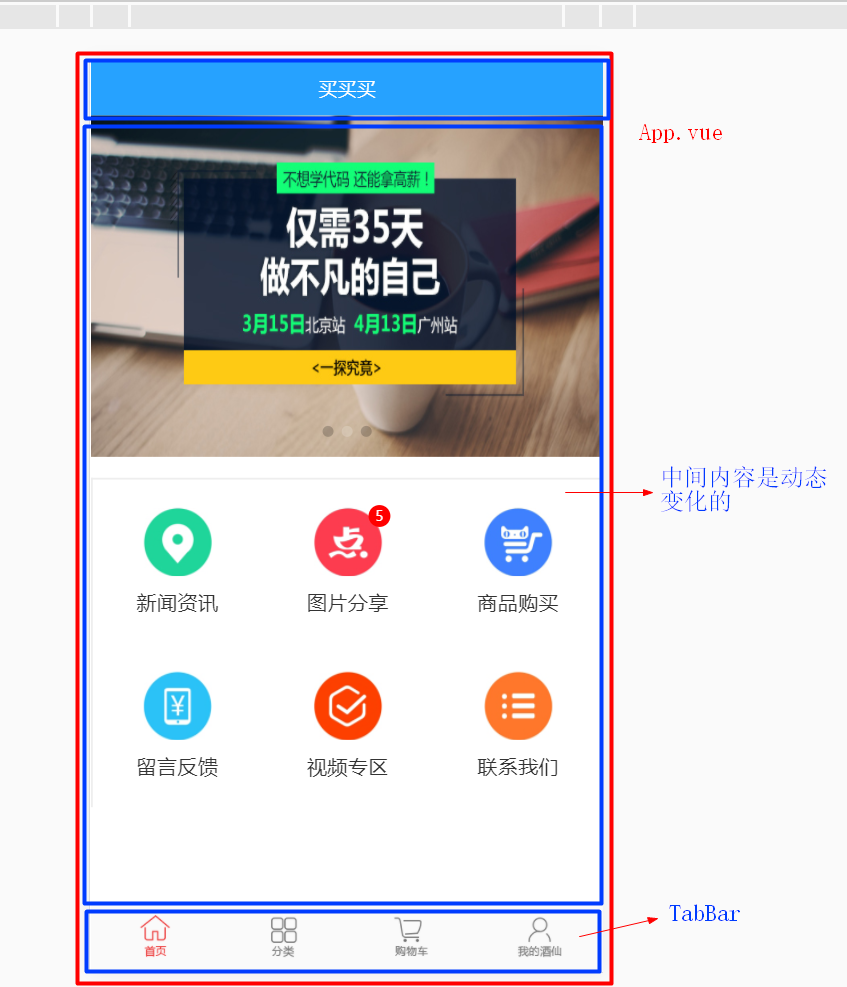 买买买
App.vue
不想学代码 还能拿高薪！
仅需35天
做不凡的自己
3月15日北京站 4月13日广州站
<一探究竟>
中间内容是动态
变化的
5
新闻资讯
图片分享
商品购买
留言反馈
视频专区
联系我们
TabBar
首页
分类
购物车
我的酒仙